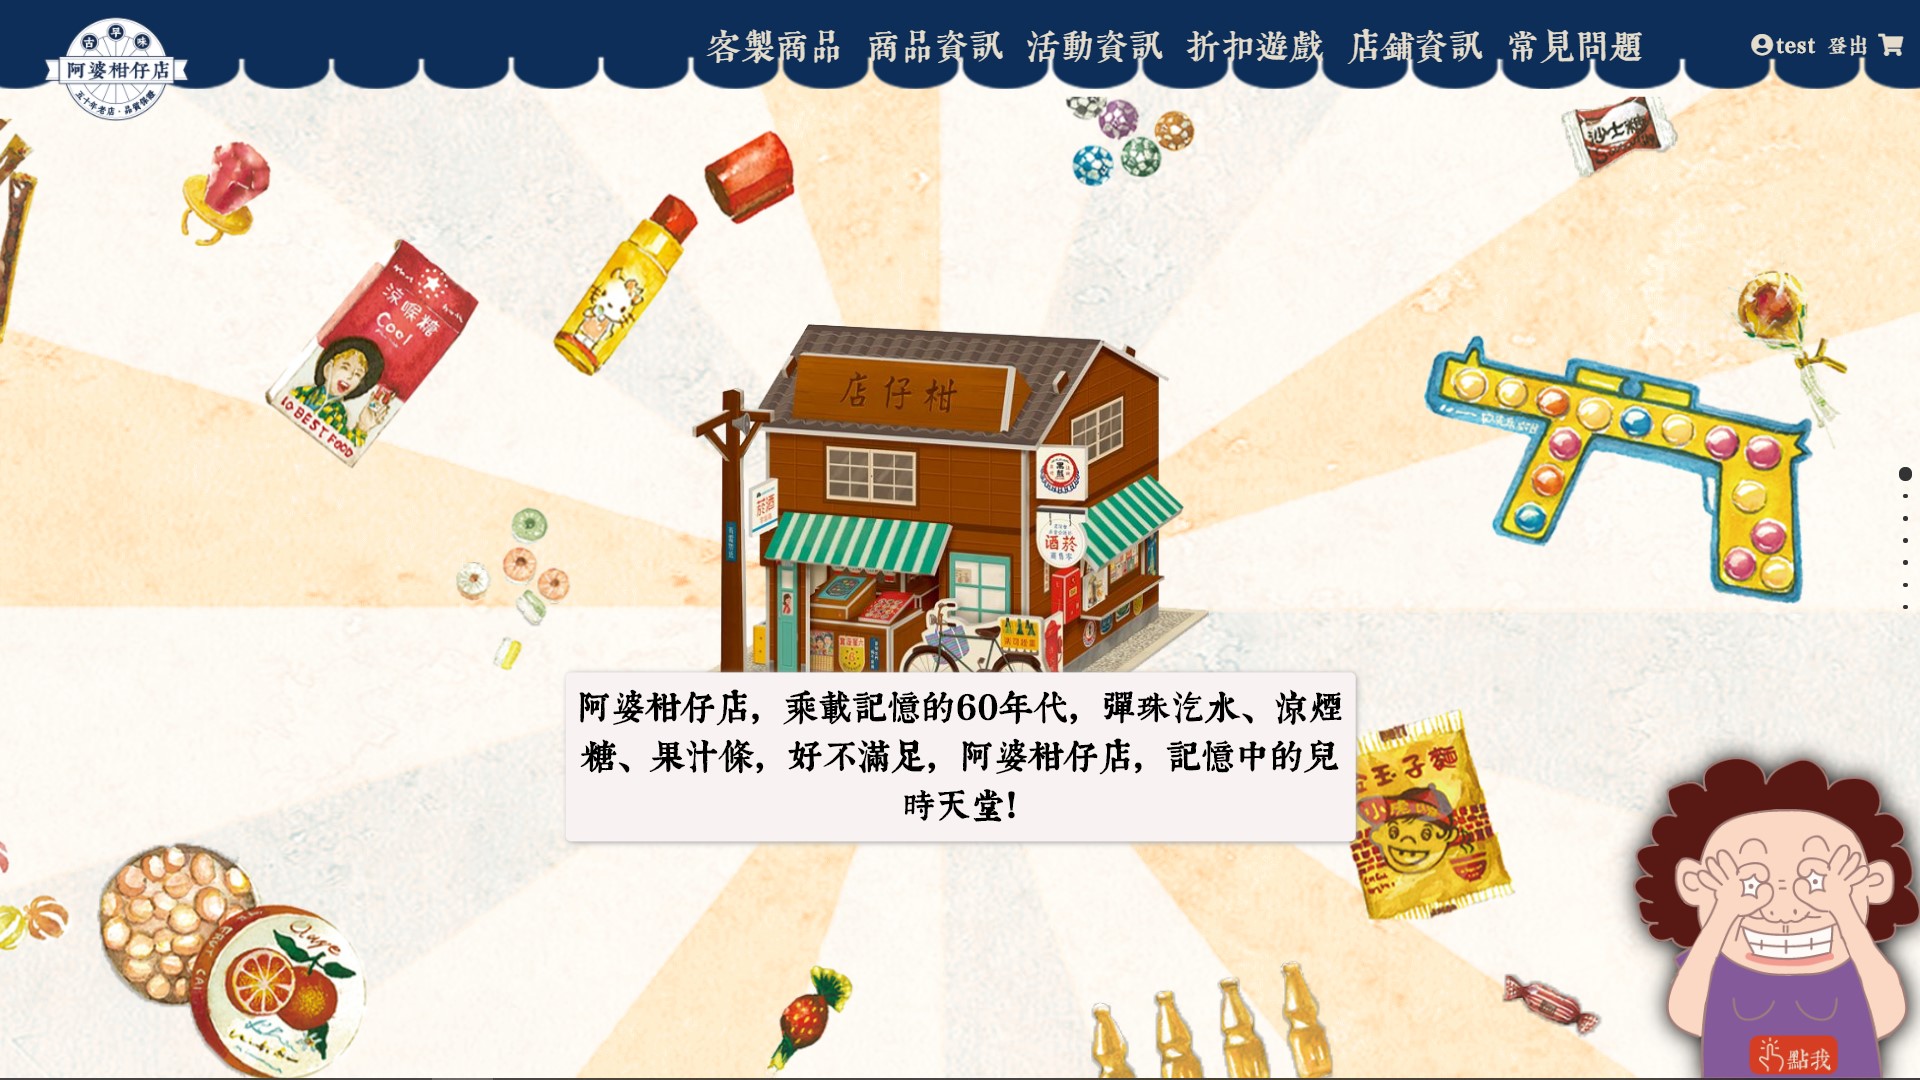 古早味
阿婆柑仔店
五十年老店·品質保證
客製商品 商品資訊 活動資訊 折扣遊戲 店鋪資訊 常見問題
test 登出
沙士糖
涼喉糖
Cool
10 BEST FOOD
柑仔店
菸酒
黑熊
菸酒
阿婆柑仔店，乘載記憶的60年代，彈珠汽水、涼煙
糖、果汁條，好不滿足，阿婆柑仔店，記憶中的兒
時天堂!
玉子麵
小虎
點我